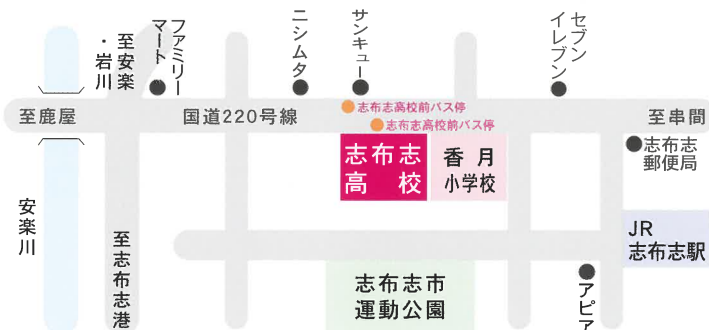 ファミリー
マート
至安楽
・岩川
ニシムタ
サンキュー
セブン
イレブン
至鹿屋
国道220号線
志布志高校前バス停
志布志高校前バス停
至串間
志布志
高校
香月
小学校
志布志
郵便局
安楽川
至志布志港
JR
志布志駅
志布志市
運動公園
アピア